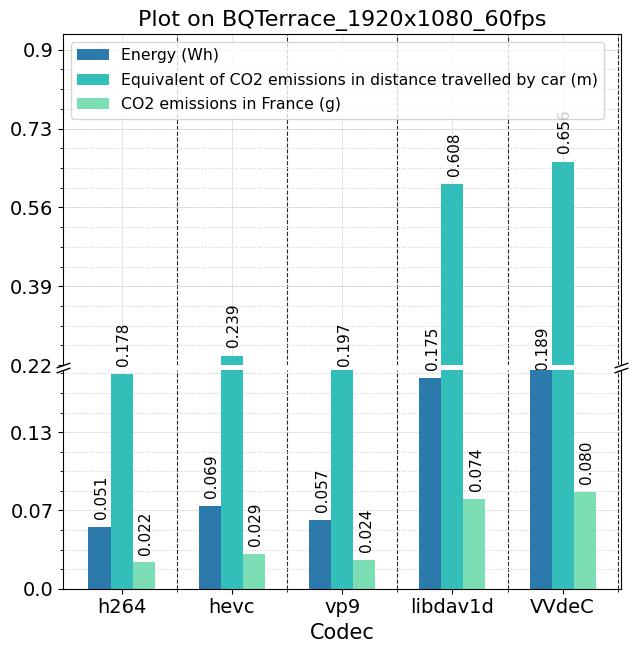 Plot on BQTerrace_1920x1080_60fps
Energy (Wh)
Equivalent of CO2 emissions in distance travelled by car (m)
CO2 emissions in France (g)
0.9
0.73
0.56
0.39
0.22
0.13
0.07
0.0
0.051
0.178
0.022
0.069
0.239
0.029
0.057
0.197
0.024
0.175
0.608
0.074
0.189
0.656
0.080
h264
hevc
vp9
libdav1d
VVdeC
Codec